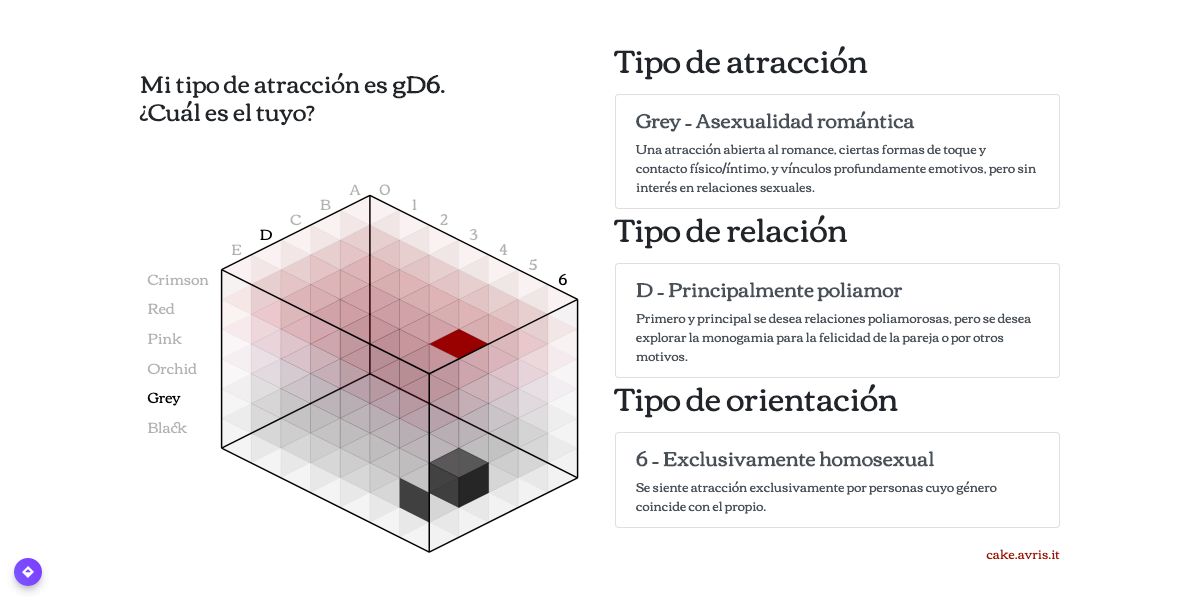 Mi tipo de atracción es gD6.
¿Cuál es el tuyo?
A O
B 1
C 2
D 3
E 4
5
6
Crimson
Red
Pink
Orchid
Grey
Black
Tipo de atracción
Grey - Asexualidad romántica
Una atracción abierta al romance, ciertas formas de toque y
contacto físico/íntimo, y vínculos profundamente emotivos, pero sin
interés en relaciones sexuales.
Tipo de relación
D - Principalmente poliamor
Primero y principal se desea relaciones poliamorosas, pero se desea
explorar la monogamia para la felicidad de la pareja o por otros
motivos.
Tipo de orientación
6 - Exclusivamente homosexual
Se siente atracción exclusivamente por personas cuyo género
coincide con el propio.
cake.avris.it